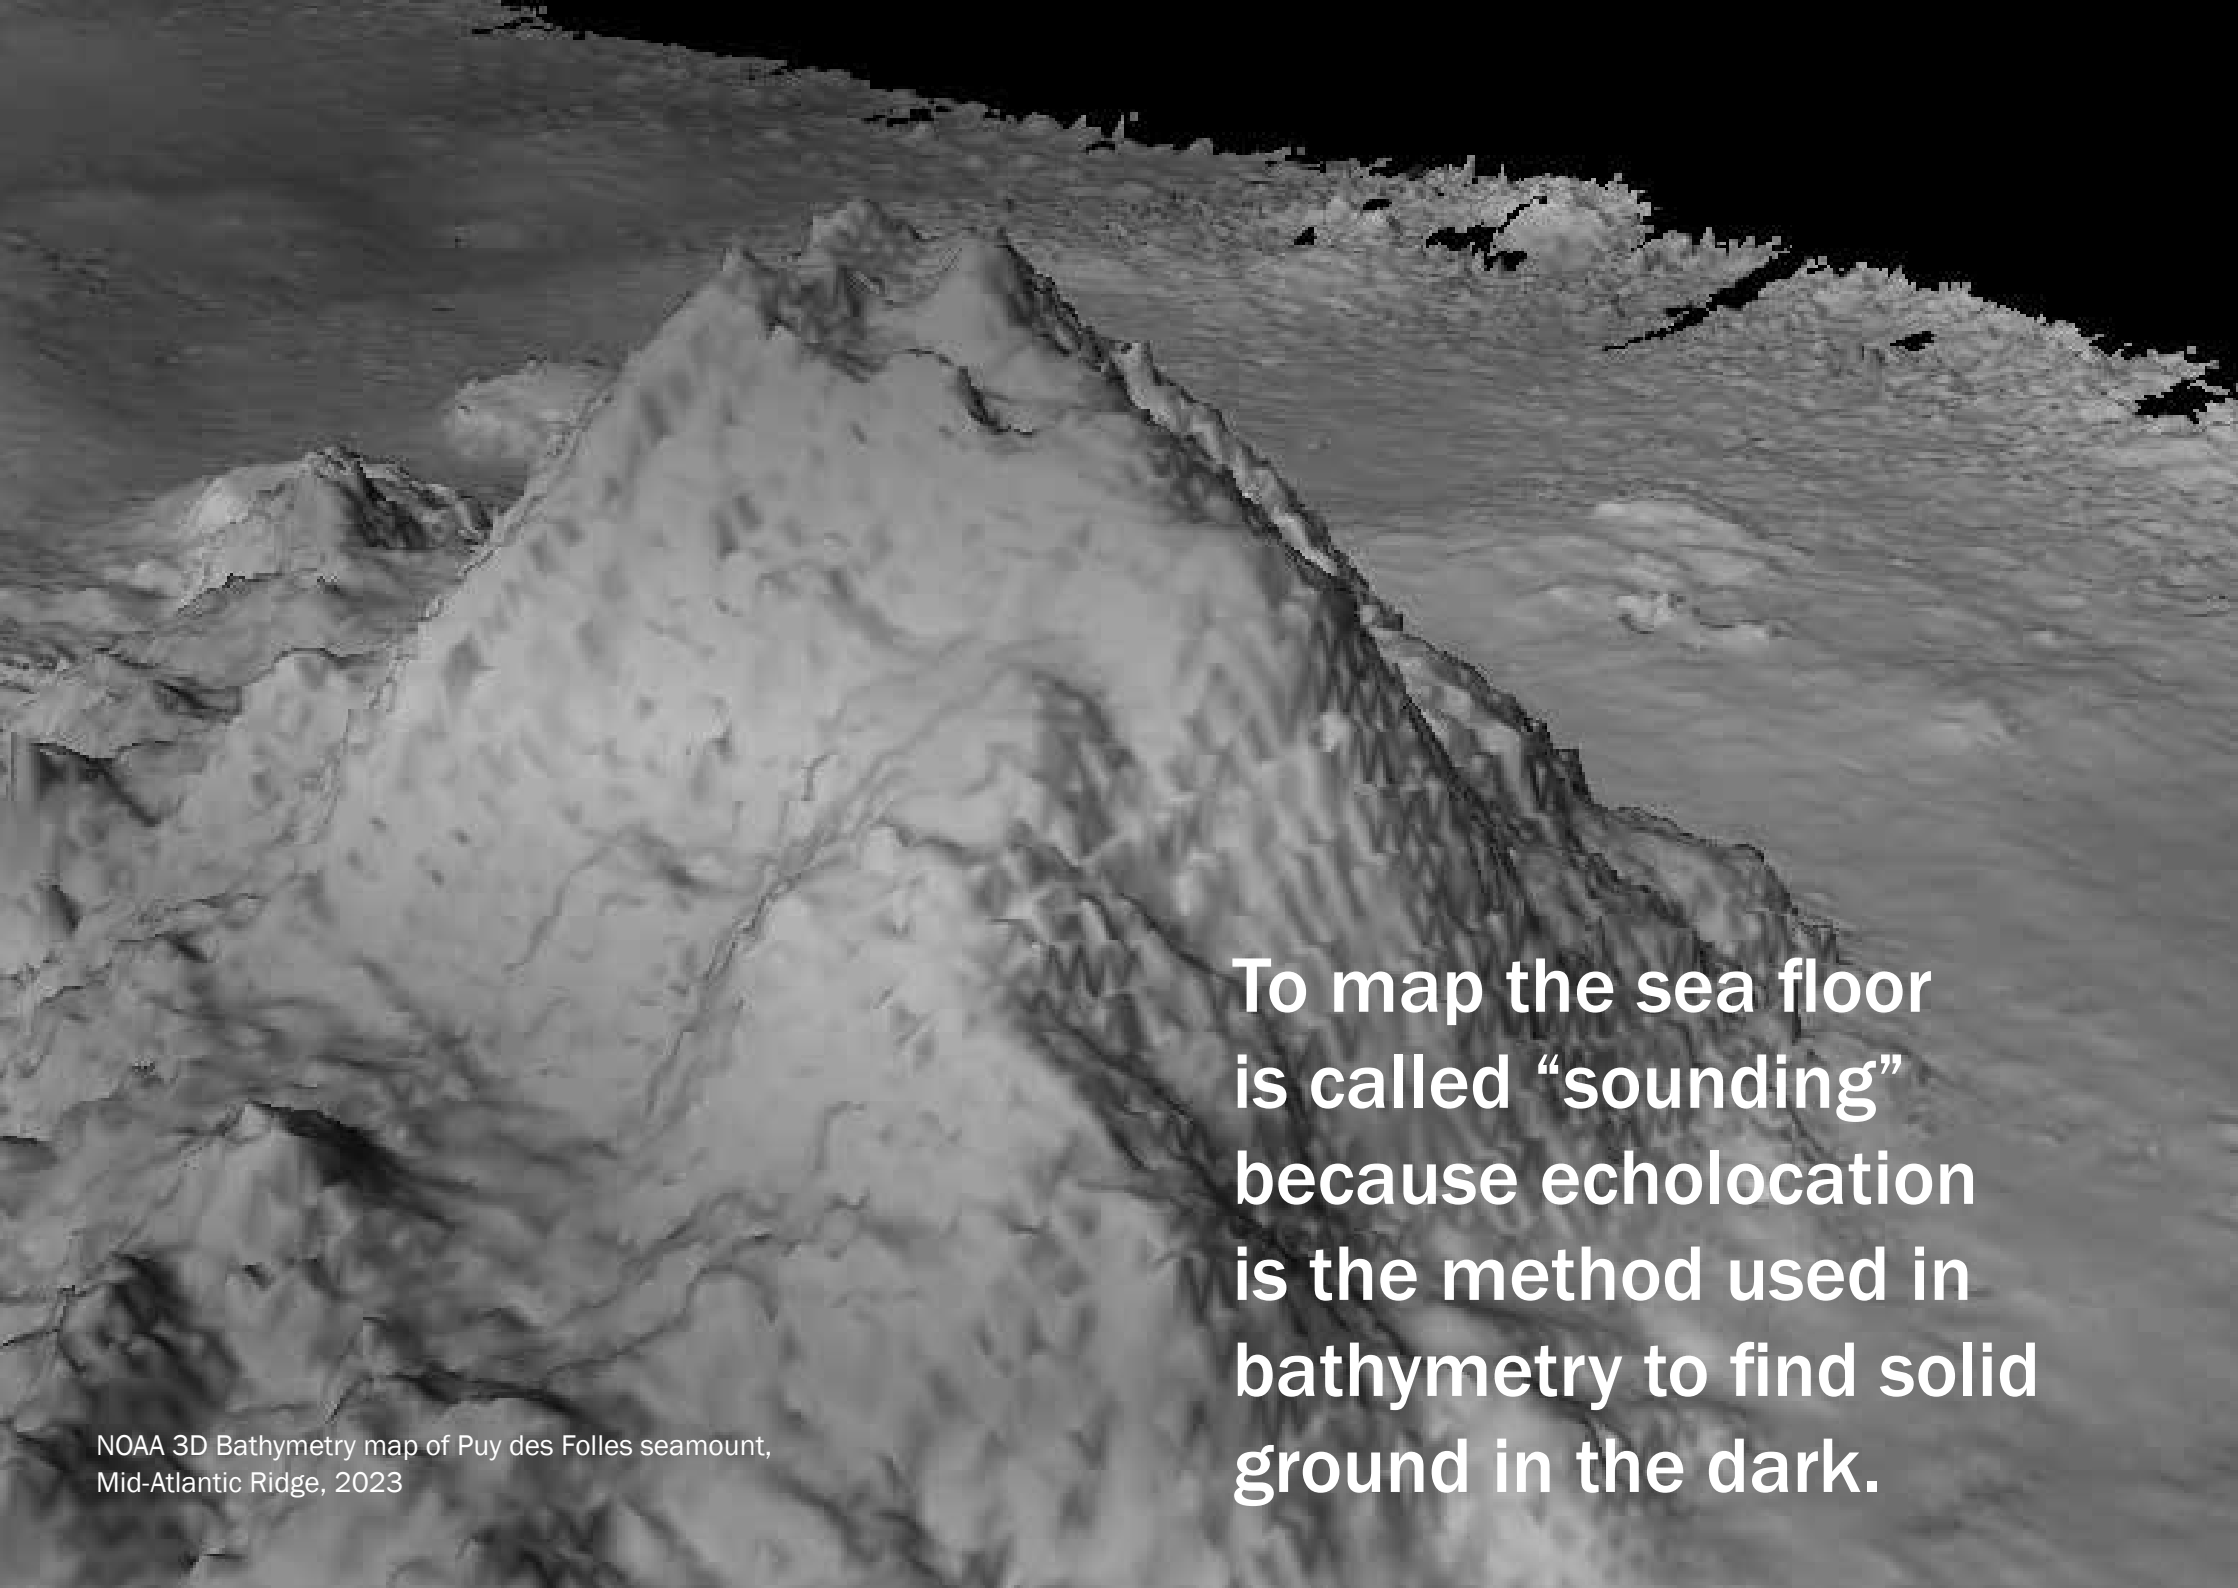 To map the sea floor
is called “sounding”
because echolocation
is the method used in
bathymetry to find solid
ground in the dark.
NOAA 3D Bathymetry map of Puy des Folles seamount,
Mid-Atlantic Ridge, 2023